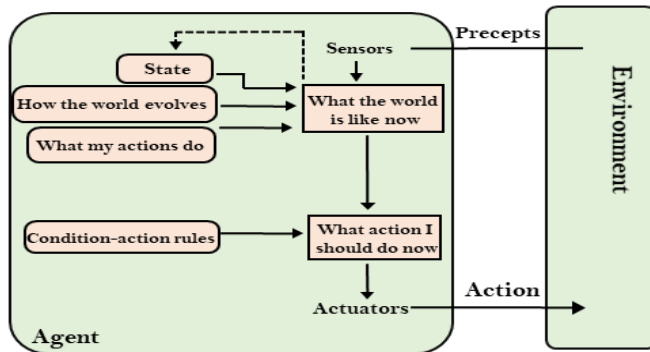 Sensors
Precepts
State
How the world evolves
What the world
is like now
What my actions do
Environment
Condition-action rules
What action I
should do now
Actuators
Action
Agent